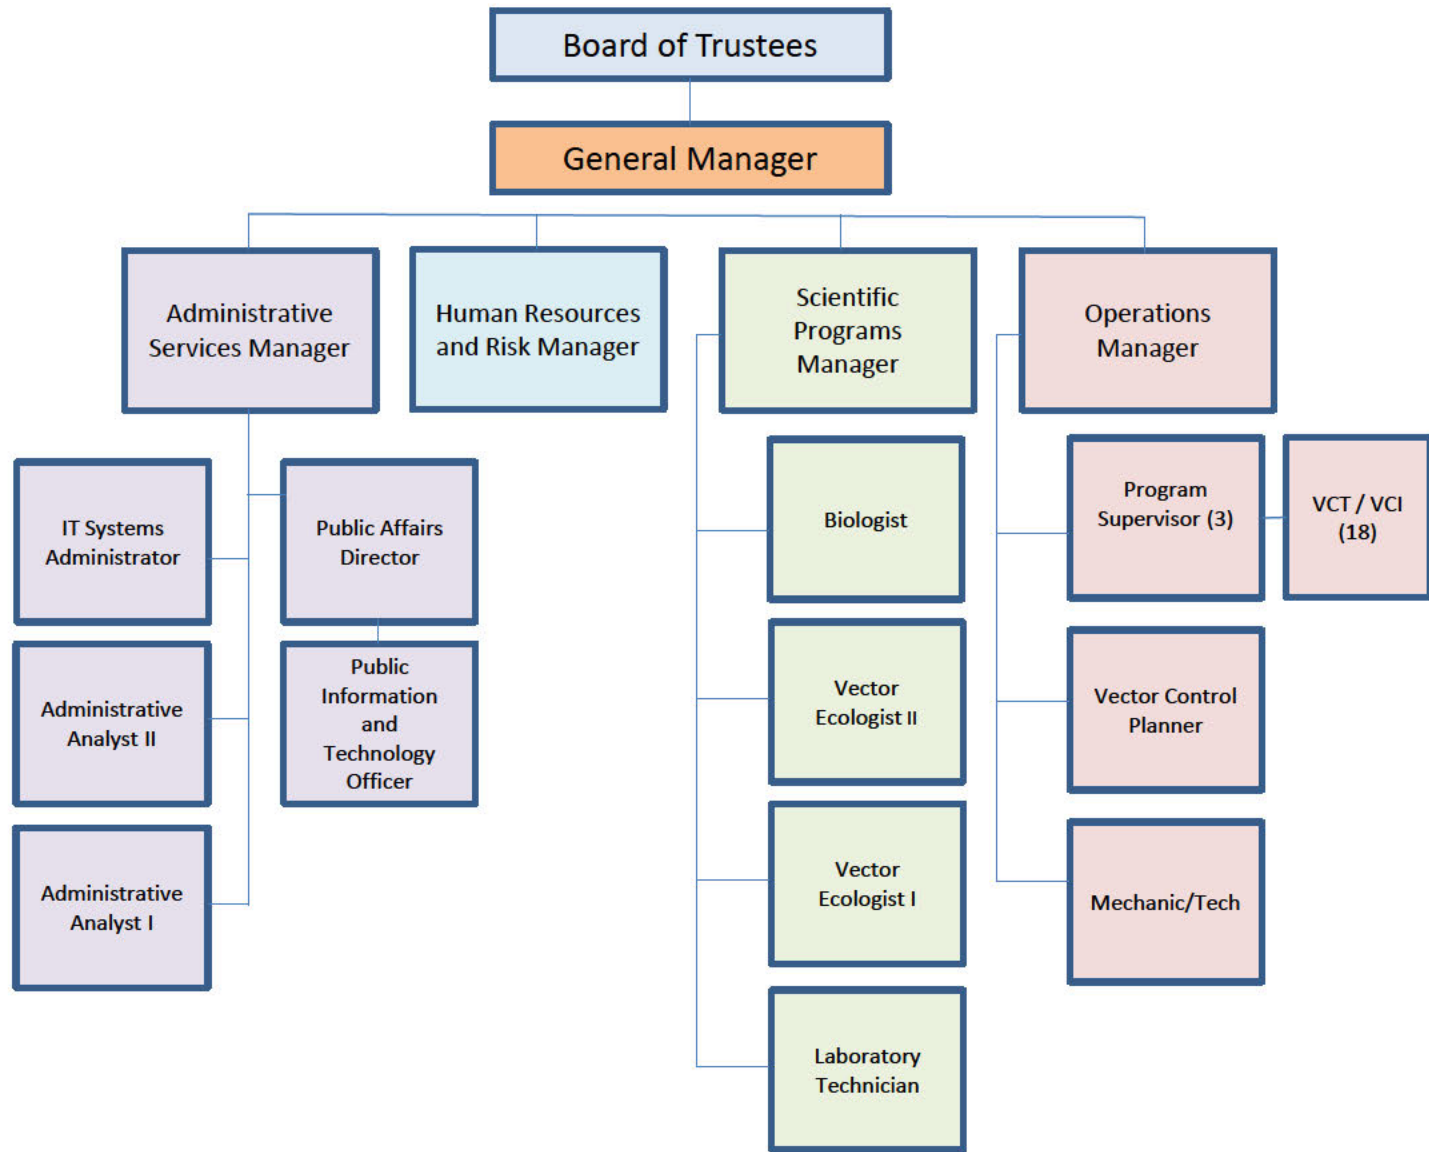 Board of Trustees
General Manager
Administrative
Services Manager
Human Resources
and Risk Manager
Scientific
Programs
Manager
Operations
Manager
IT Systems
Administrator
Public Affairs
Director
Administrative
Analyst II
Public
Information
and
Technology
Officer
Administrative
Analyst I
Biologist
Vector
Ecologist II
Vector
Ecologist I
Laboratory
Technician
Program
Supervisor (3)
VCT / VCI
(18)
Vector Control
Planner
Mechanic/Tech